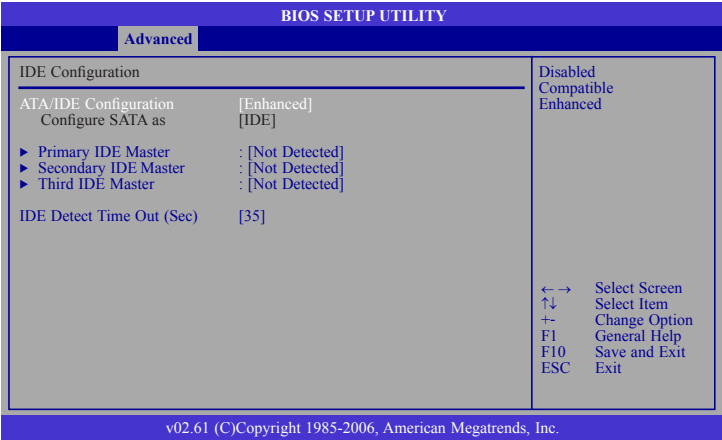 BIOS SETUP UTILITY
Advanced
IDE Configuration
ATA/IDE Configuration [Enhanced]
Configure SATA as [IDE]
► Primary IDE Master : [Not Detected]
► Secondary IDE Master : [Not Detected]
► Third IDE Master : [Not Detected]
IDE Detect Time Out (Sec) [35]
Disabled
Compatible
Enhanced
←→ Select Screen
↑↓ Select Item
+- Change Option
F1 General Help
F10 Save and Exit
ESC Exit
v02.61 (C)Copyright 1985-2006, American Megatrends, Inc.